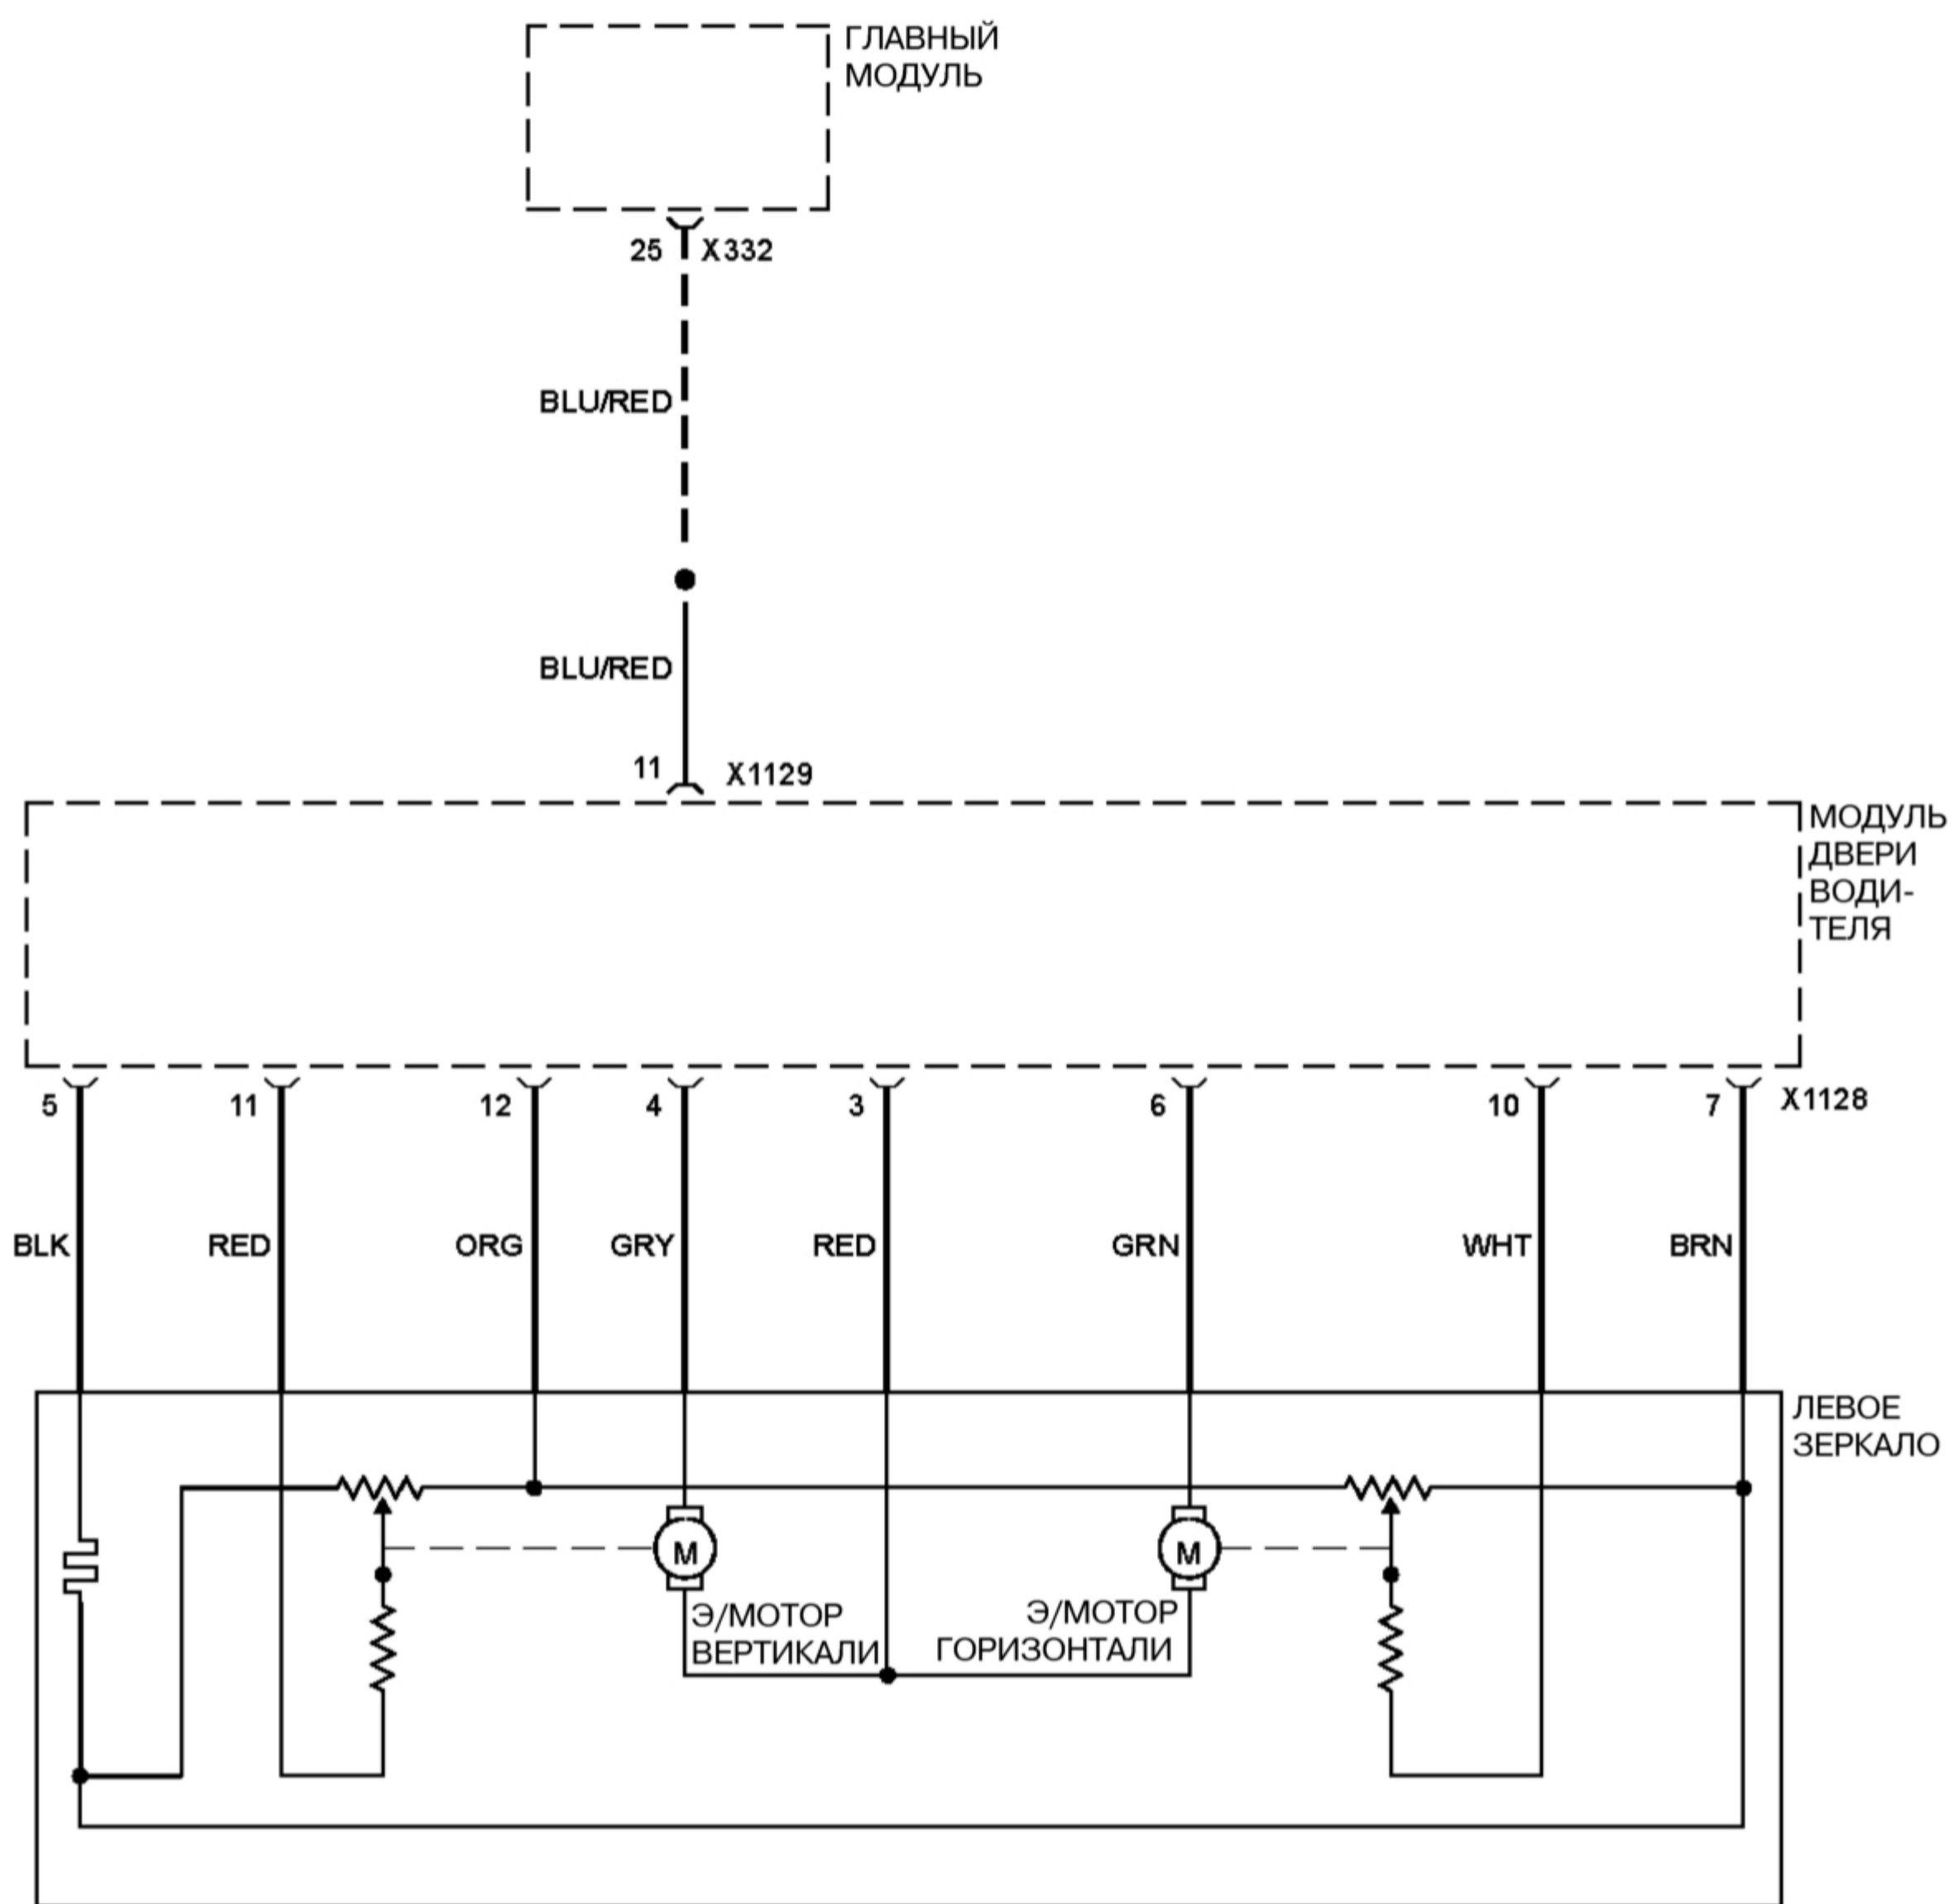 ГЛАВНЫЙ
МОДУЛЬ
25 X332
BLU/RED
BLU/RED
11 X1129
МОДУЛЬ
ДВЕРИ
ВОДИ-
ТЕЛЯ
5 11 12 4 3 6 10 7 X1128
BLK RED ORG GRY RED GRN WHT BRN
ЛЕВОЕ
ЗЕРКАЛО
M M
Э/МОТОР
ВЕРТИКАЛИ
Э/МОТОР
ГОРИЗОНТАЛИ